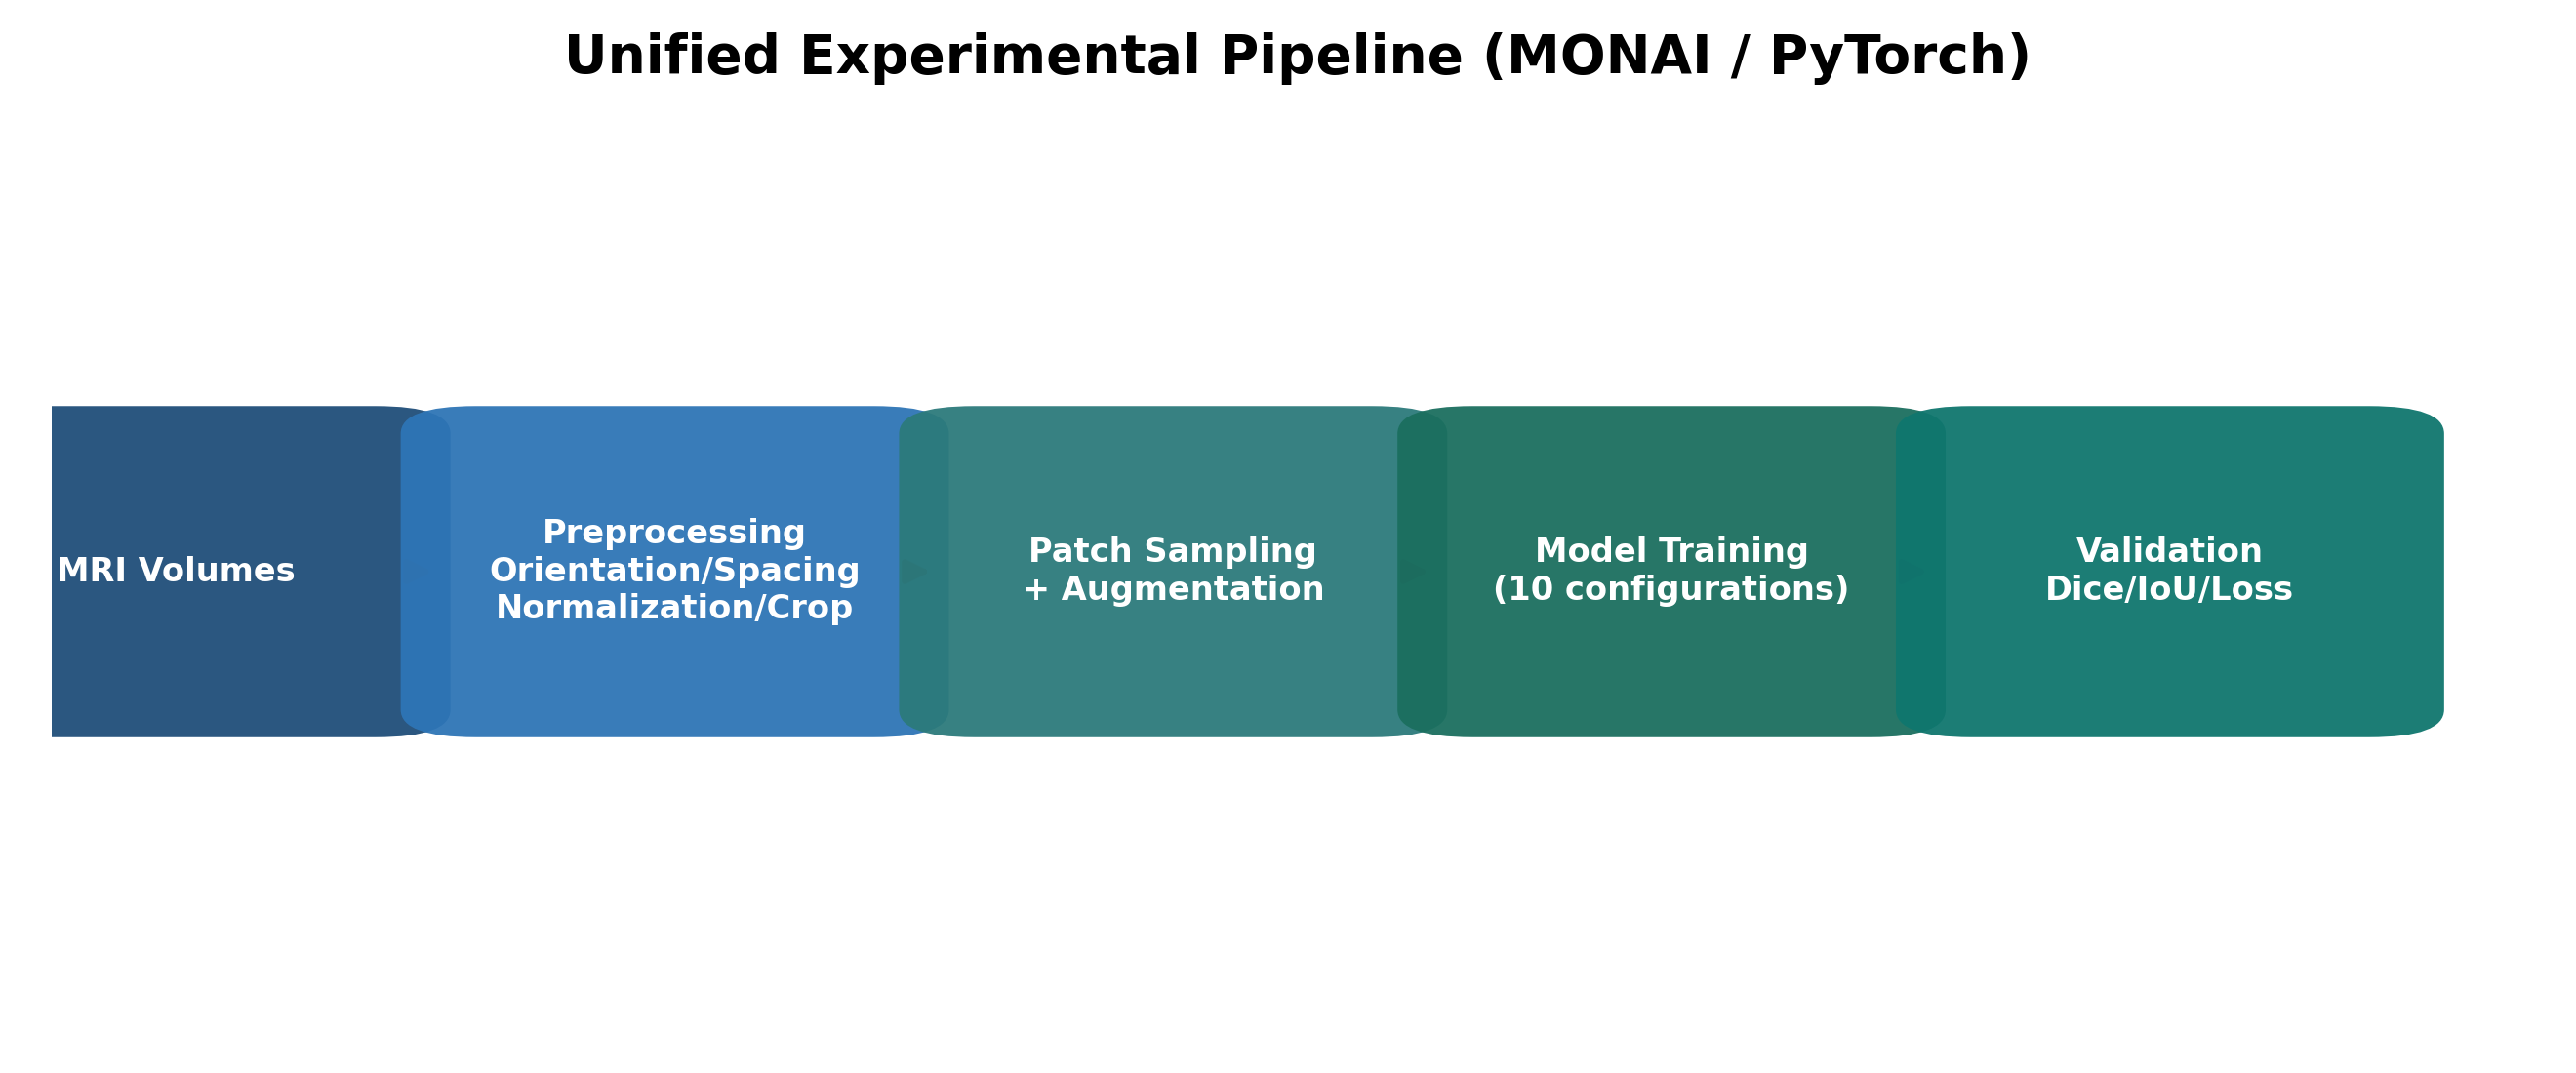 Unified Experimental Pipeline (MONAI / PyTorch)
MRI Volumes
Preprocessing
Orientation/Spacing
Normalization/Crop
Patch Sampling
+ Augmentation
Model Training
(10 configurations)
Validation
Dice/IoU/Loss